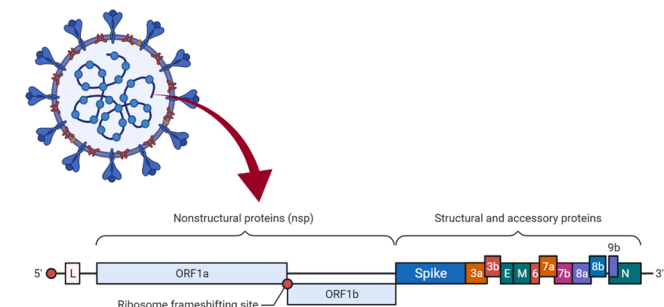 Nonstructural proteins (nsp)
Structural and accessory proteins
9b
3b 7a 8b
5' L ORF1a Spike 3a E M 6 7b 8a N 3'
ORF1b
Ribosome frameshifting site